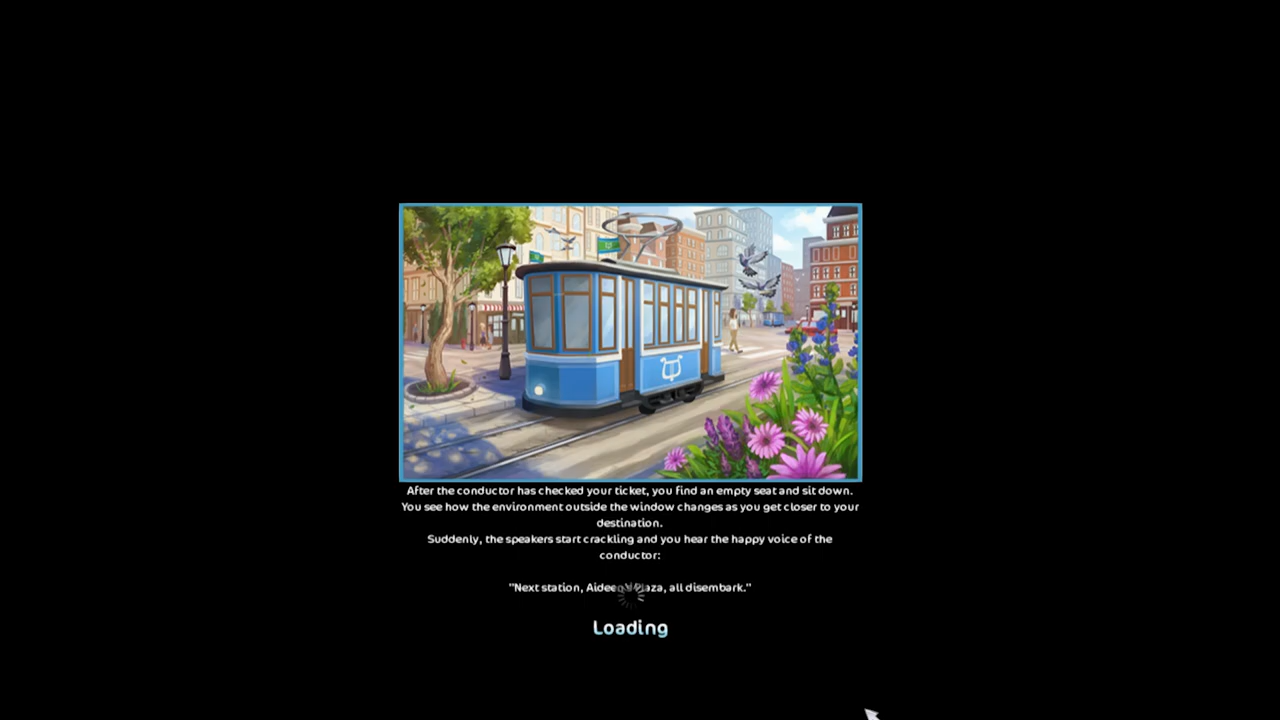 After the conductor has checked your ticket, you find an empty seat and sit down.
You see how the environment outside the window changes as you get closer to your
destination.
Suddenly, the speakers start crackling and you hear the happy voice of the
conductor:
"Next station, Plaza, all disembark."
Loading